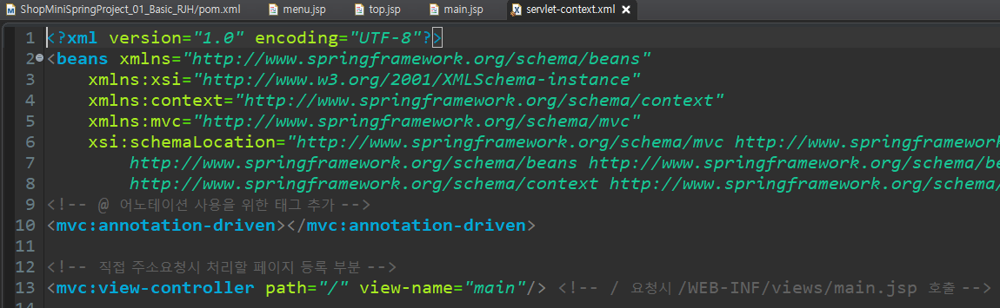 ShopMiniSpringProject_01_Basic_RJH/pom.xml menu.jsp top.jsp main.jsp servlet-context.xml
1 <?xml version="1.0" encoding="UTF-8"?>
2 <beans xmlns="http://www.springframework.org/schema/beans"
3 xmlns:xsi="http://www.w3.org/2001/XMLSchema-instance"
4 xmlns:context="http://www.springframework.org/schema/context"
5 xmlns:mvc="http://www.springframework.org/schema/mvc"
6 xsi:schemaLocation="http://www.springframework.org/schema/mvc http://www.springframework.
7 http://www.springframework.org/schema/beans http://www.springframework.org/schema/be
8 http://www.springframework.org/schema/context http://www.springframework.org/schema/
9 <!-- @ 어노테이션 사용을 위한 태그 추가 -->
10 <mvc:annotation-driven></mvc:annotation-driven>
11
12 <!-- 직접 주소요청시 처리할 페이지 등록 부분 -->
13 <mvc:view-controller path="/" view-name="main"/> <!-- / 요청시 /WEB-INF/views/main.jsp 호출 -->